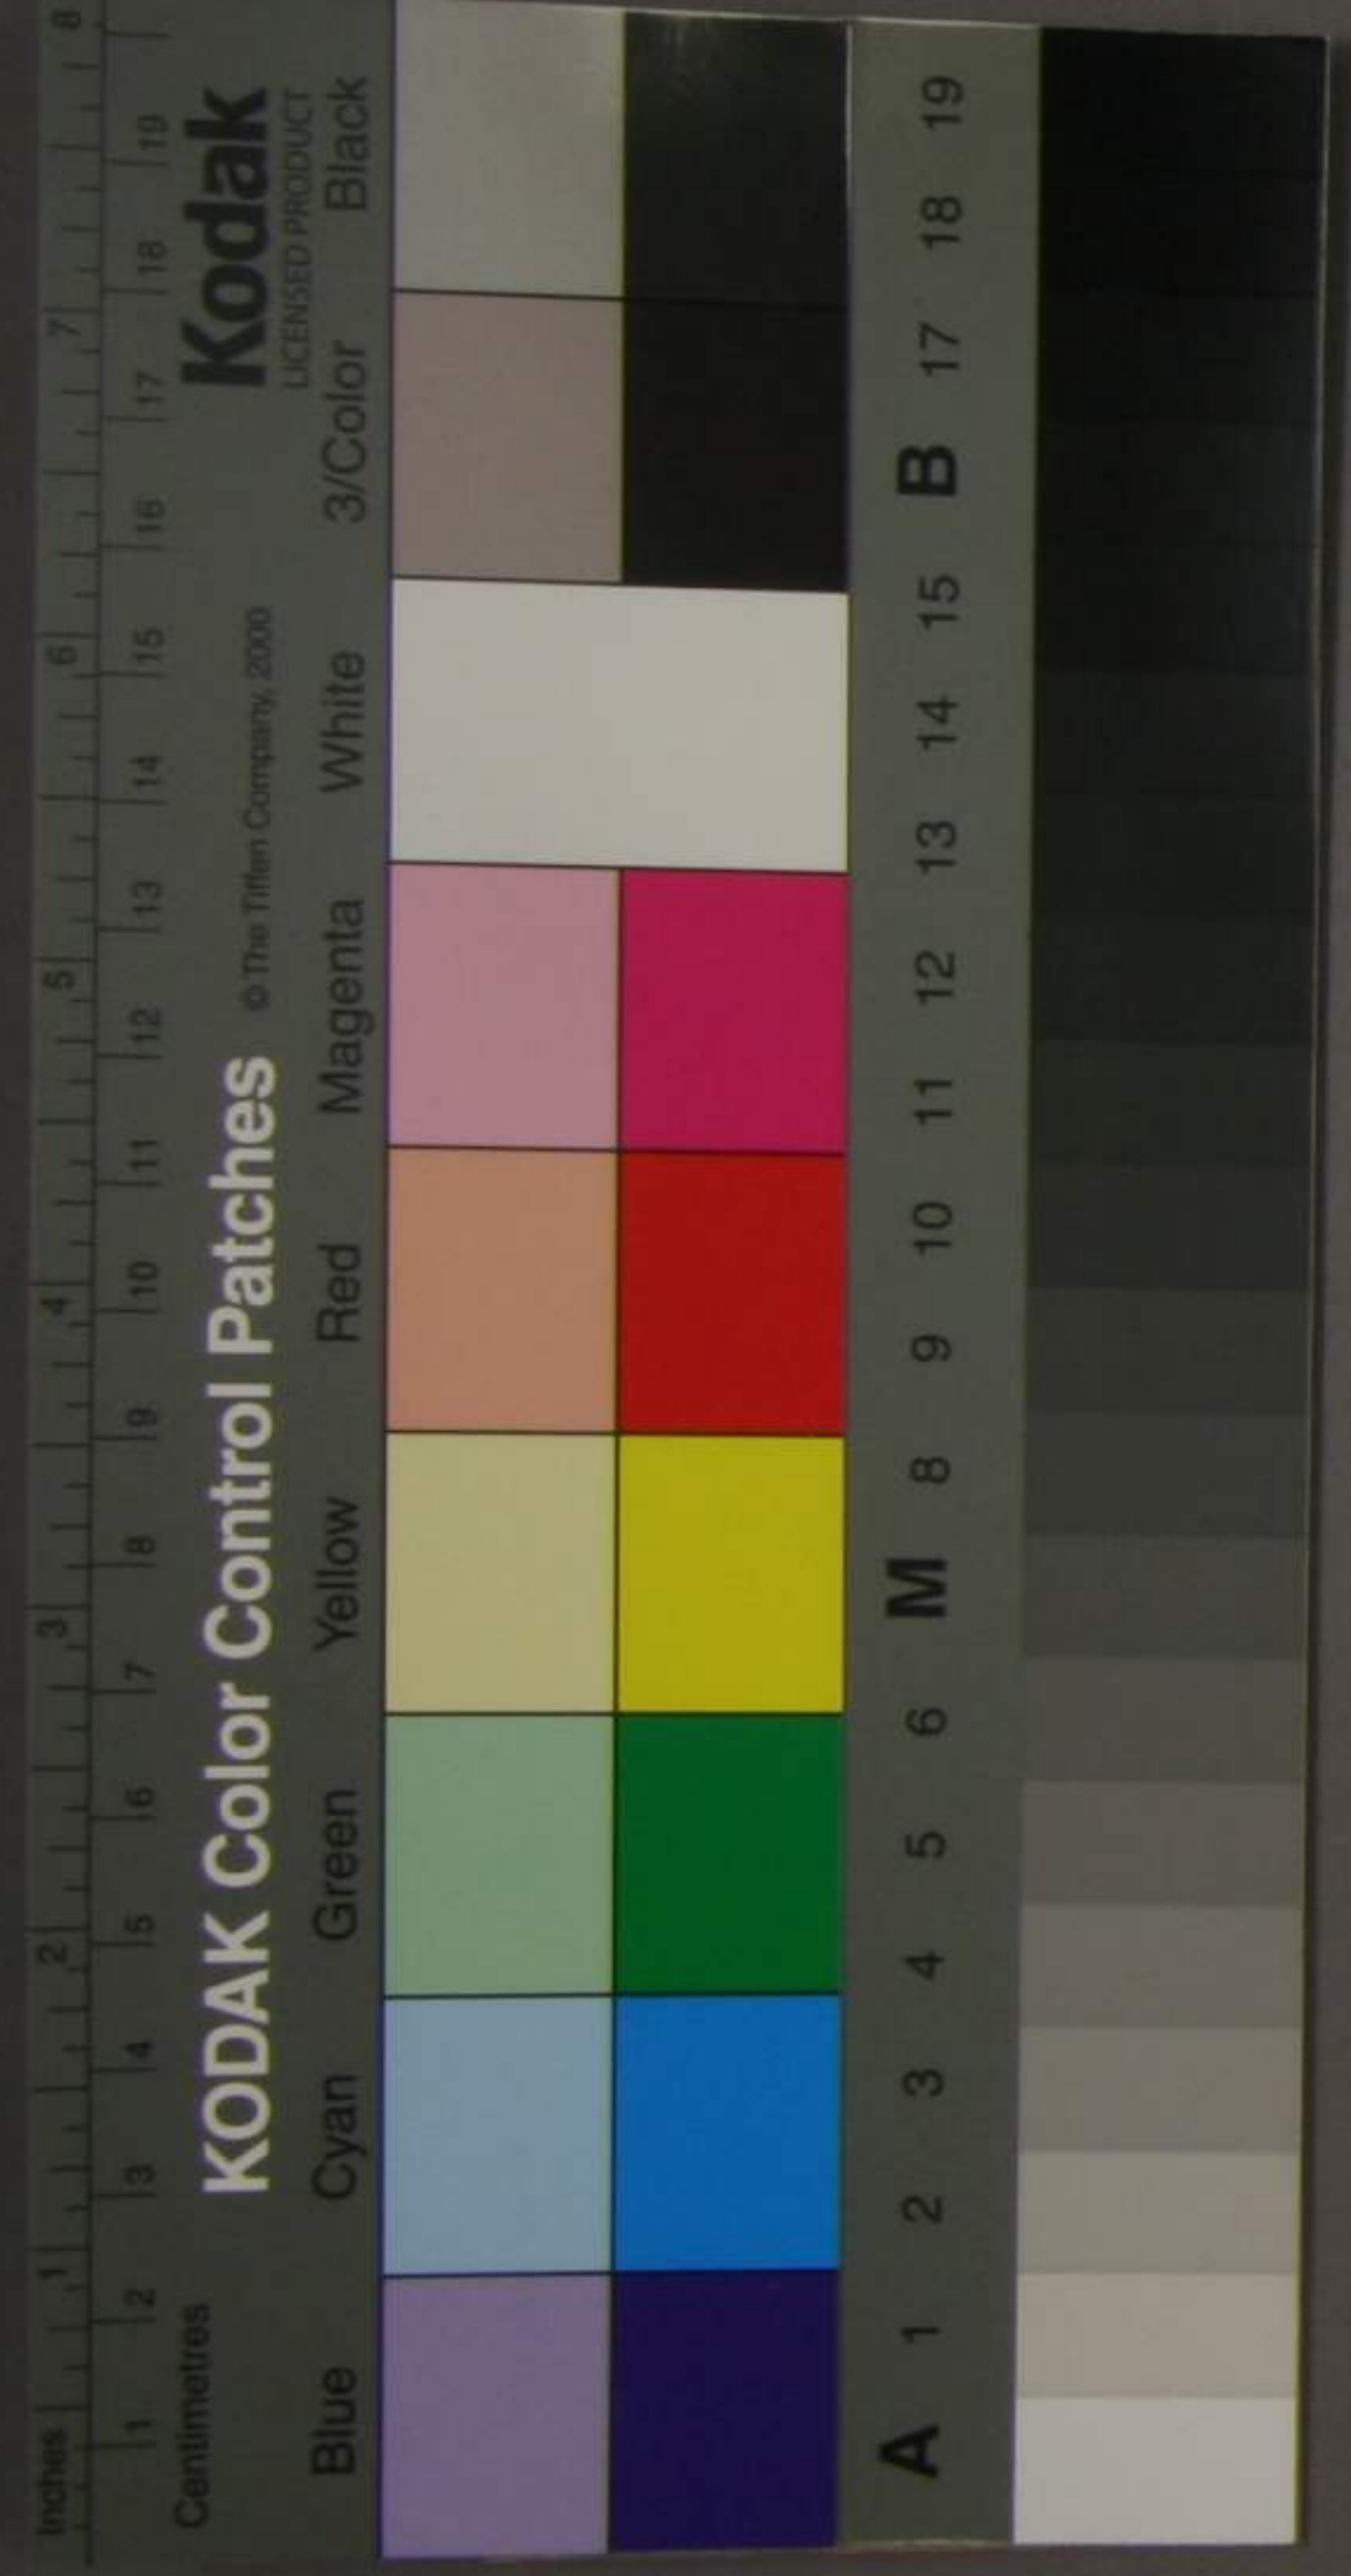 Inches 1 2 3 4 5 6 7 8
1 2 3 4 5 6 7 8 9 10 11 12 13 14 15 16 17 18 19
Centimetres
KODAK Color Control Patches © The Tiffen Company, 2000 Kodak
LICENSED PRODUCT
Blue Cyan Green Yellow Red Magenta White 3/Color Black
A 1 2 3 4 5 6 M 8 9 10 11 12 13 14 15 B 17 18 19